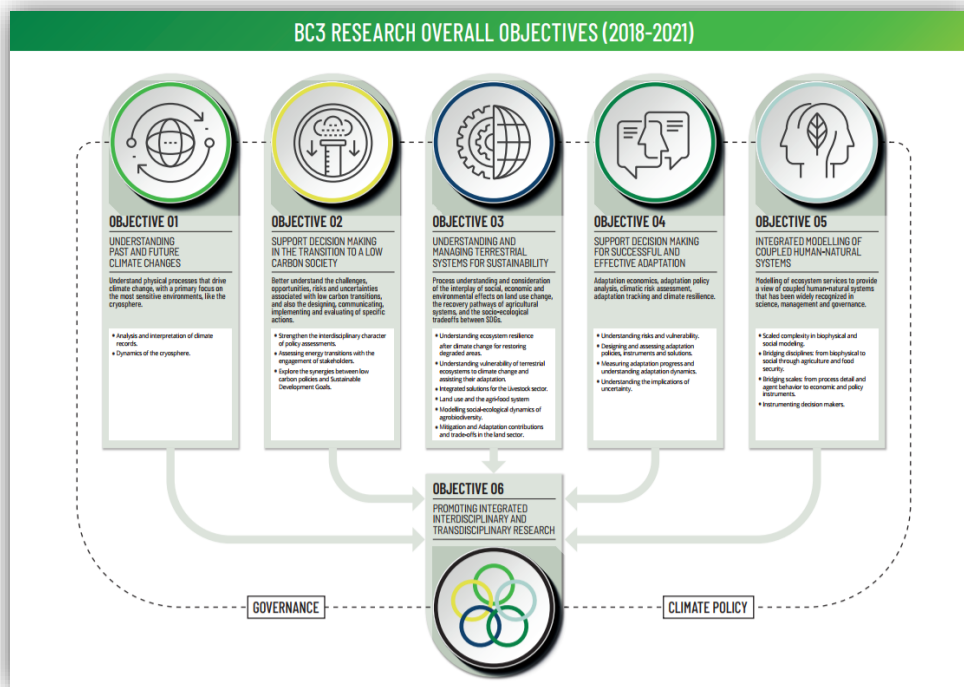 BC3 RESEARCH OVERALL OBJECTIVES (2018-2021)
OBJECTIVE 01
UNDERSTANDING
PAST AND FUTURE
CLIMATE CHANGES
Understand physical processes that drive
climate change, with a primary focus on
the most sensitive environments, like the
cryosphere.
• Analysis and interpretation of climate
records.
• Dynamics of the cryosphere.
OBJECTIVE 02
SUPPORT DECISION MAKING
IN THE TRANSITION TO A LOW
CARBON SOCIETY
Better understand the challenges,
opportunities, risks and uncertainties
associated with low carbon transitions,
and also the designing, communicating,
implementing and evaluating of specific
actions.
• Strengthen the interdisciplinary character
of policy assessments.
• Assessing energy transitions with the
engagement of stakeholders.
• Explore the synergies between low
carbon policies and Sustainable
Development Goals.
OBJECTIVE 03
UNDERSTANDING AND
MANAGING TERRESTRIAL
SYSTEMS FOR SUSTAINABILITY
Process understanding and consideration
of the interplay of social, economic and
environmental effects on land use change,
the recovery pathways of agricultural
systems, and the socio-ecological
tradeoffs between SDGs.
• Understanding ecosystem resilience
after climate change for restoring
degraded areas.
• Understanding vulnerability of terrestrial
ecosystems to climate change and
assisting their adaptation.
• Integrated solutions for the Livestock sector.
• Land use and the agri-food system
• Modelling social-ecological dynamics of
agrobiodiversity.
• Mitigation and Adaptation contributions
and trade-offs in the land sector.
OBJECTIVE 04
SUPPORT DECISION MAKING
FOR SUCCESSFUL AND
EFFECTIVE ADAPTATION
Adaptation economics, adaptation policy
analysis, climatic risk assessment,
adaptation tracking and climate resilience.
• Understanding risks and vulnerability.
• Designing and assessing adaptation
policies, instruments and solutions.
• Measuring adaptation progress and
understanding adaptation dynamics.
• Understanding the implications of
uncertainty.
OBJECTIVE 05
INTEGRATED MODELLING OF
COUPLED HUMAN-NATURAL
SYSTEMS
Modelling of ecosystem services to provide
a view of coupled human-natural systems
that has been widely recognized in
science, management and governance.
• Scaled complexity in biophysical and
social modeling.
• Bridging disciplines: from biophysical to
social through agriculture and food
security.
• Bridging scales: from process detail and
agent behavior to economic and policy
instruments.
• Instrumenting decision makers.
OBJECTIVE 06
PROMOTING INTEGRATED
INTERDISCIPLINARY AND
TRANSDISCIPLINARY RESEARCH
GOVERNANCE
CLIMATE POLICY